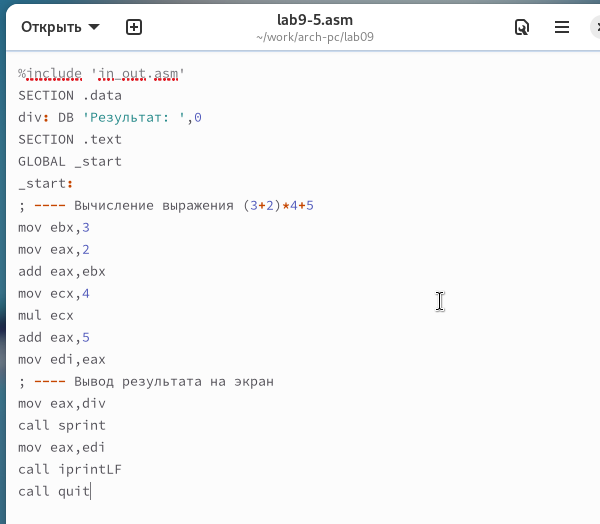 Открыть
lab9-5.asm
~/work/arch-pc/lab09
%include 'in_out.asm'
SECTION .data
div: DB 'Результат: ',0
SECTION .text
GLOBAL _start
_start:
; ---- Вычисление выражения (3+2)*4+5
mov ebx,3
mov eax,2
add eax,ebx
mov ecx,4
mul ecx
add eax,5
mov edi,eax
; ---- Вывод результата на экран
mov eax,div
call sprint
mov eax,edi
call iprintLF
call quit